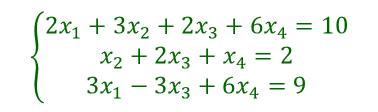 2x₁ + 3x₂ + 2x₃ + 6x₄ = 10
x₂ + 2x₃ + x₄ = 2
3x₁ − 3x₃ + 6x₄ = 9